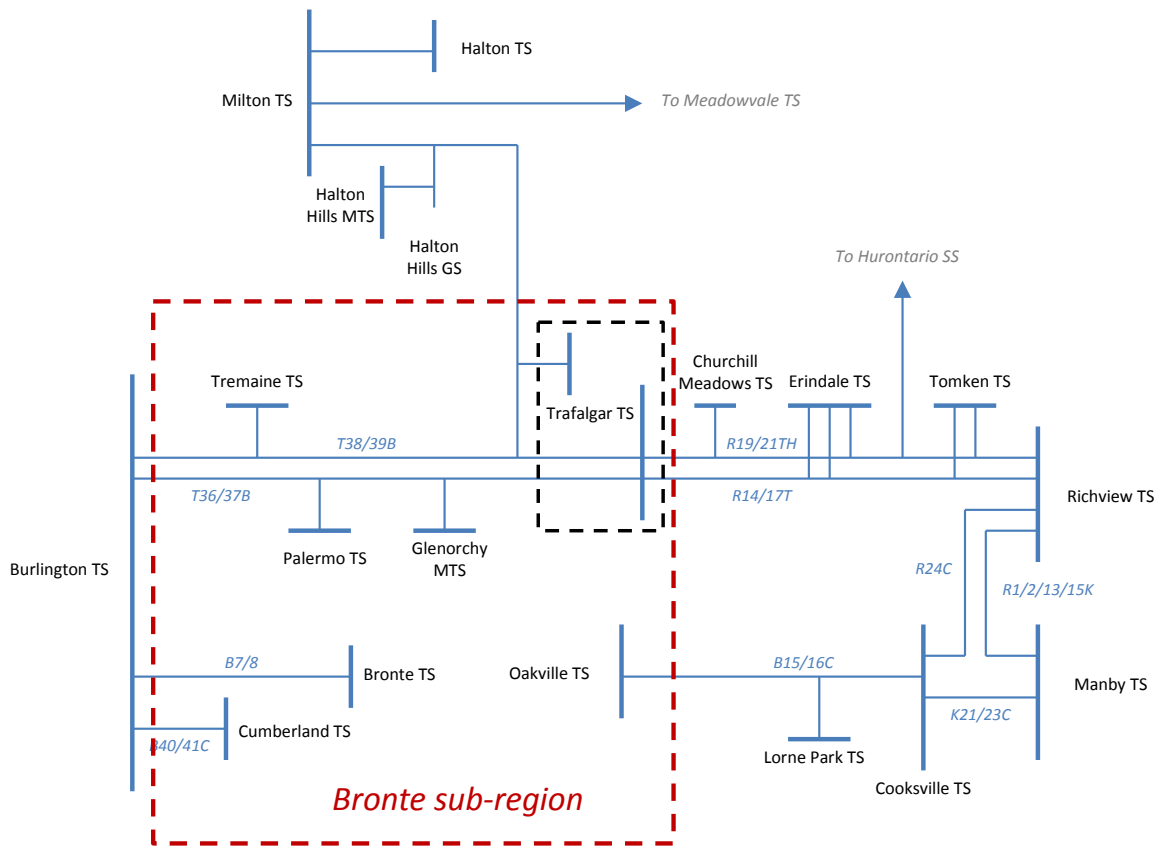 Halton TS
Milton TS
To Meadowvale TS
Halton
Hills MTS
Halton
Hills GS
To Hurontario SS
Tremaine TS
Trafalgar TS
Churchill
Meadows TS
Erindale TS
Tomken TS
T38/39B
R19/21TH
T36/37B
R14/17T
Richview TS
Palermo TS
Glenorchy
MTS
Burlington TS
R24C
R1/2/13/15K
B7/8
Bronte TS
Oakville TS
B15/16C
Manby TS
K21/23C
Cumberland TS
B40/41C
Lorne Park TS
Cooksville TS
Bronte sub-region